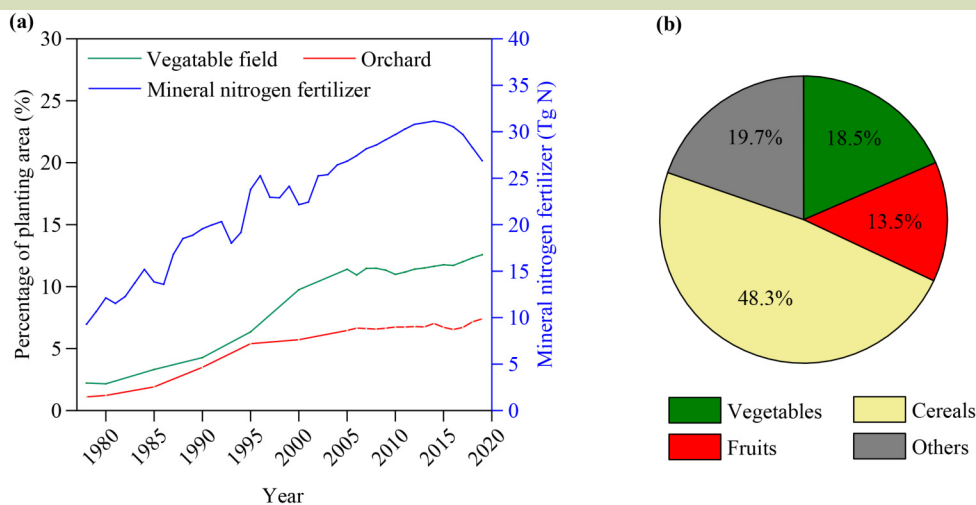 (a)
30
25
20
15
10
5
0
Percentage of planting area (%)
Vegatable field
Orchard
Mineral nitrogen fertilizer
40
35
30
25
20
15
10
5
0
Mineral nitrogen fertilizer (Tg N)
1980
1985
1990
1995
2000
2005
2010
2015
2020
Year
(b)
18.5%
13.5%
48.3%
19.7%
Vegetables
Cereals
Fruits
Others